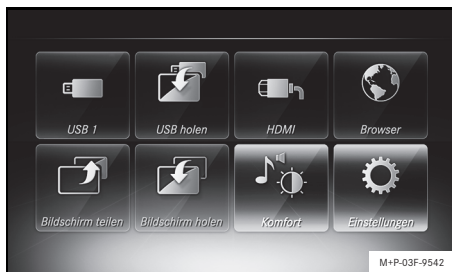 USB 1
USB holen
HDMI
Browser
Bildschirm teilen
Bildschirm holen
Komfort
Einstellungen
M+P-03F-9542